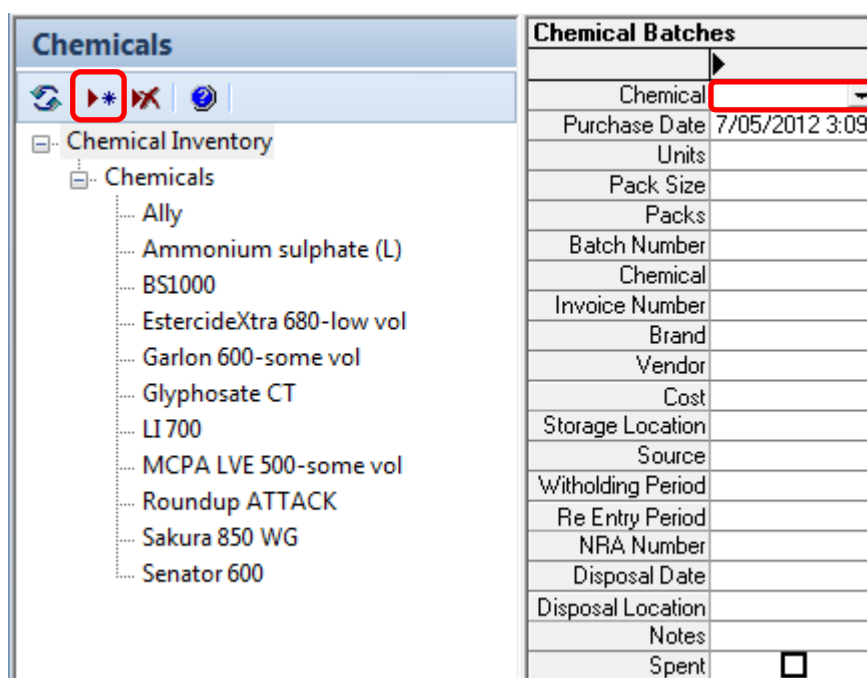 Chemicals
Chemical Inventory
Chemicals
Ally
Ammonium sulphate (L)
BS1000
EstercideXtra 680-low vol
Garlon 600-some vol
Glyphosate CT
LI 700
MCPA LVE 500-some vol
Roundup ATTACK
Sakura 850 WG
Senator 600
Chemical Batches
Chemical
Purchase Date 7/05/2012 3:09
Units
Pack Size
Packs
Batch Number
Chemical
Invoice Number
Brand
Vendor
Cost
Storage Location
Source
Witholding Period
Re Entry Period
NRA Number
Disposal Date
Disposal Location
Notes
Spent